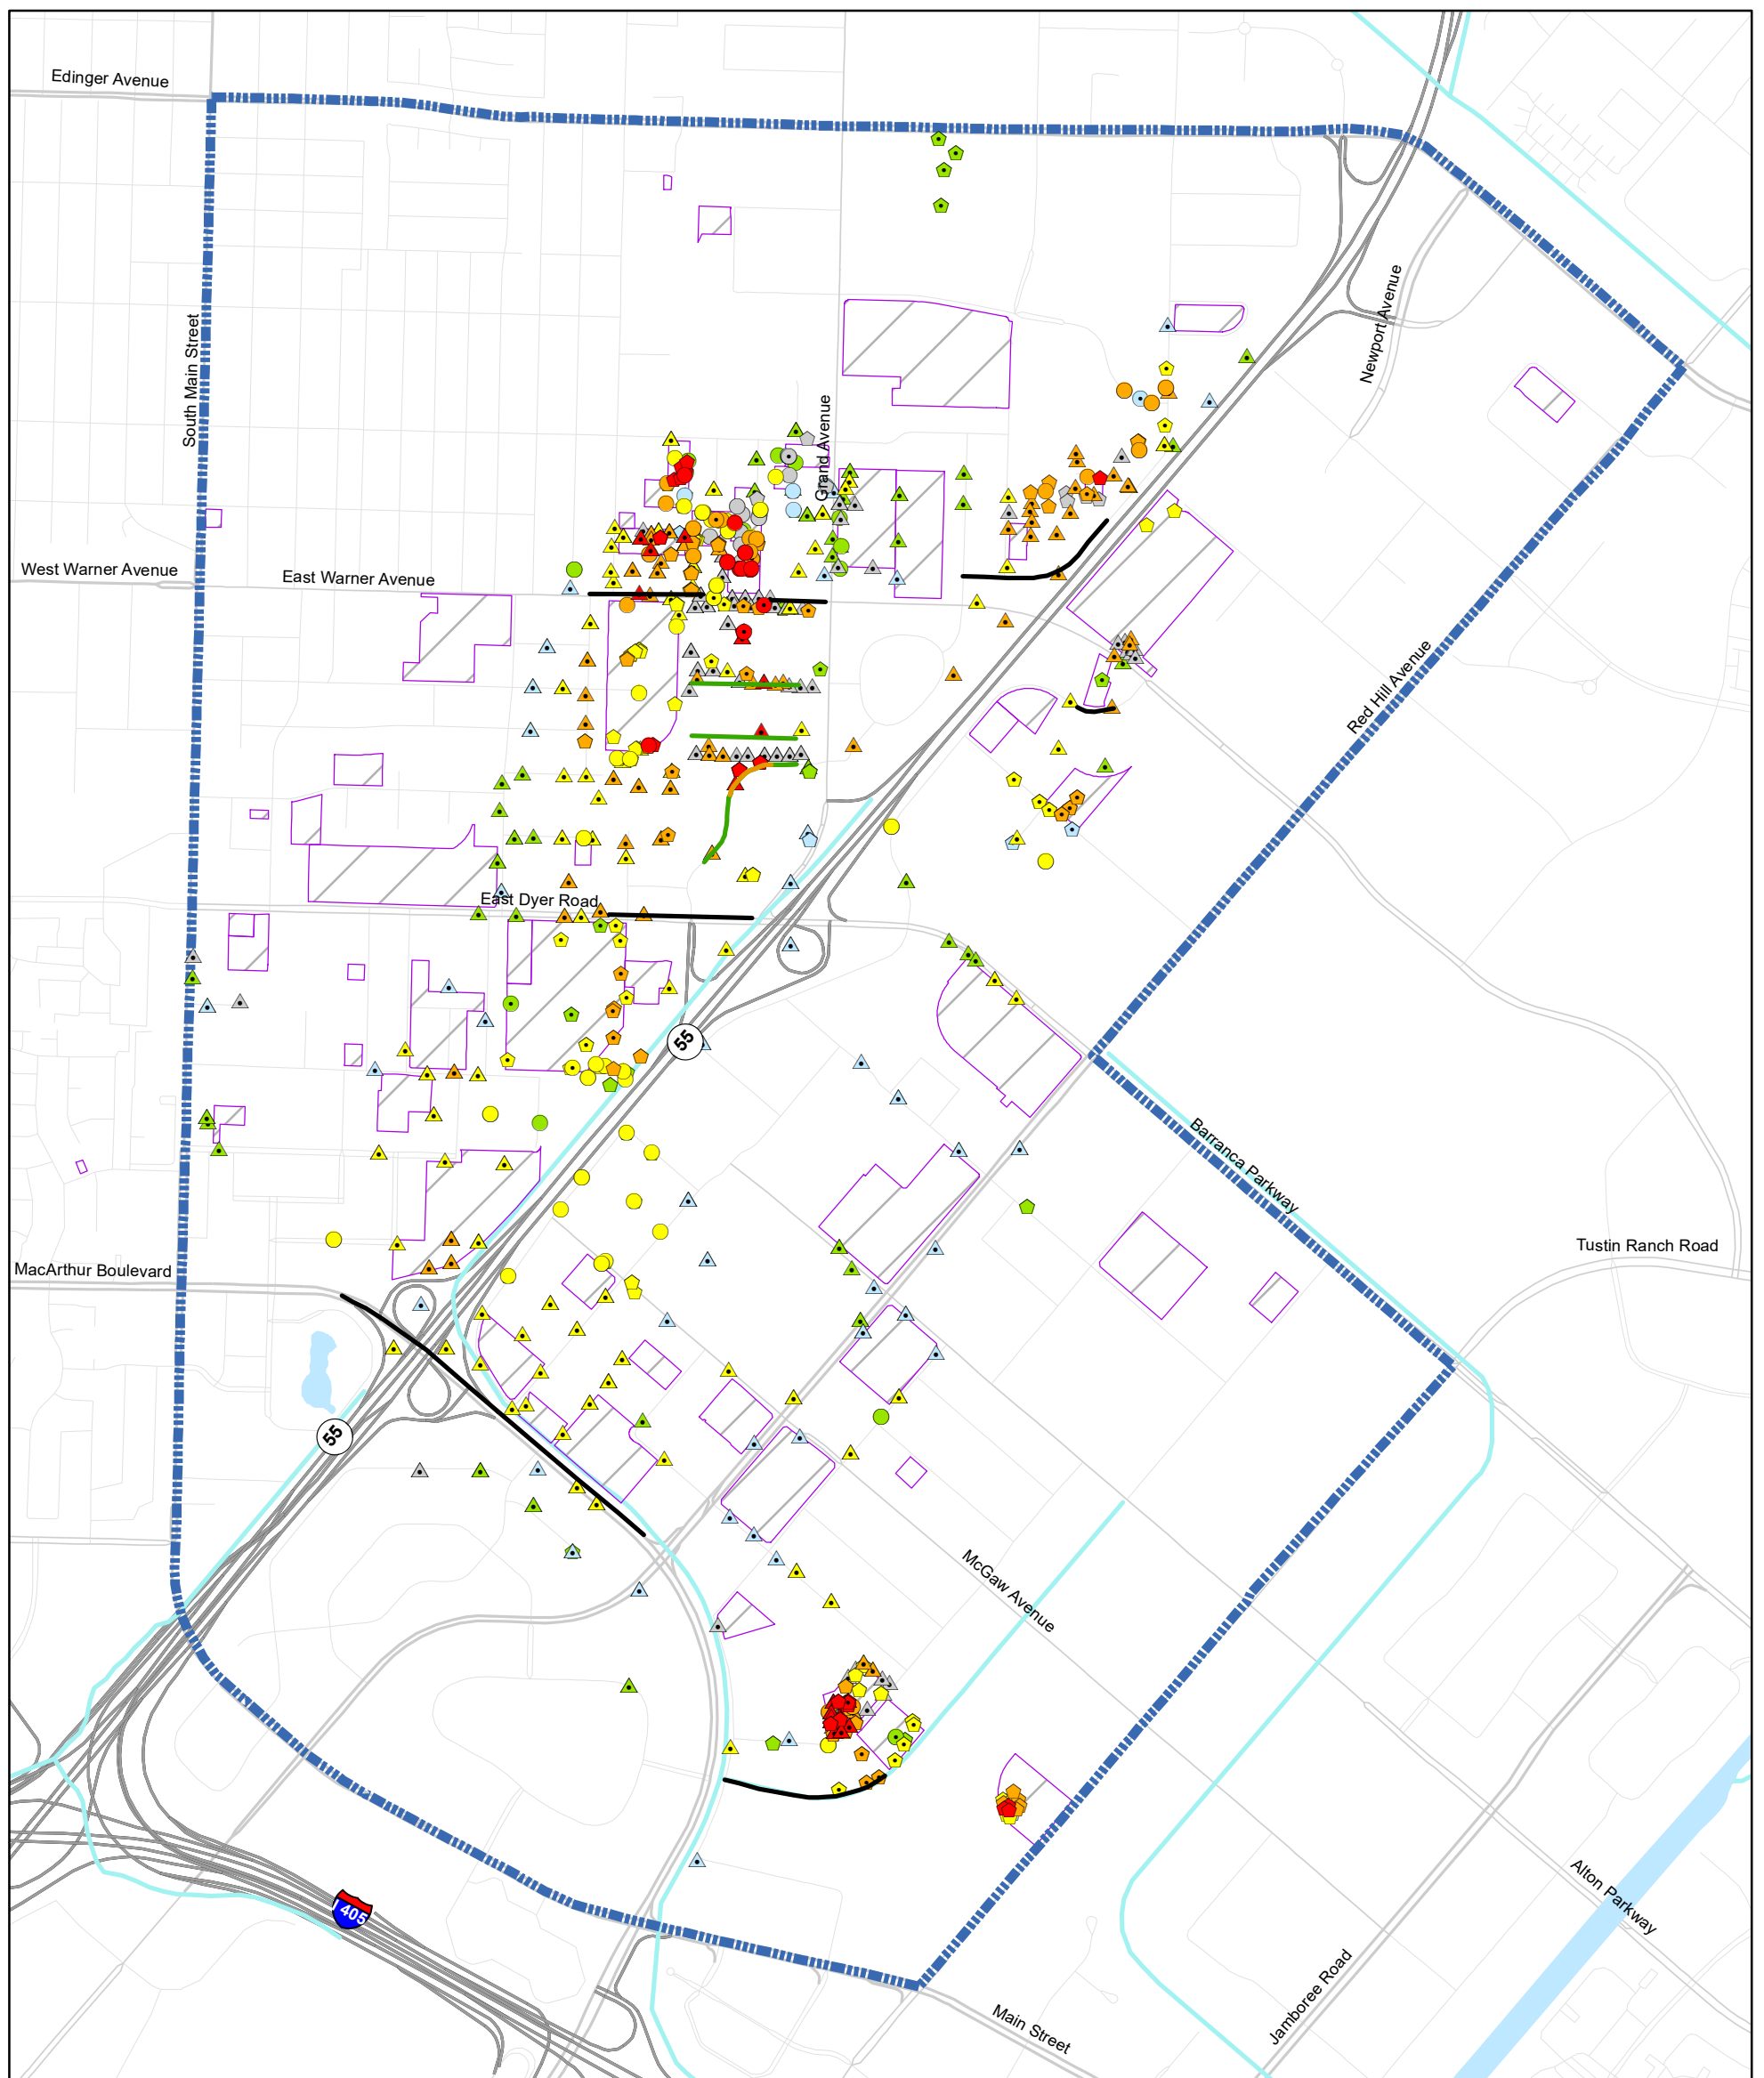 Edinger Avenue
Newport Avenue
South Main Street
Grand Avenue
West Warner Avenue
East Warner Avenue
Red Hill Avenue
East Dyer Road
55
Barranca Parkway
Tustin Ranch Road
MacArthur Boulevard
55
McGaw Avenue
Alton Parkway
405
Jamboree Road
Main Street